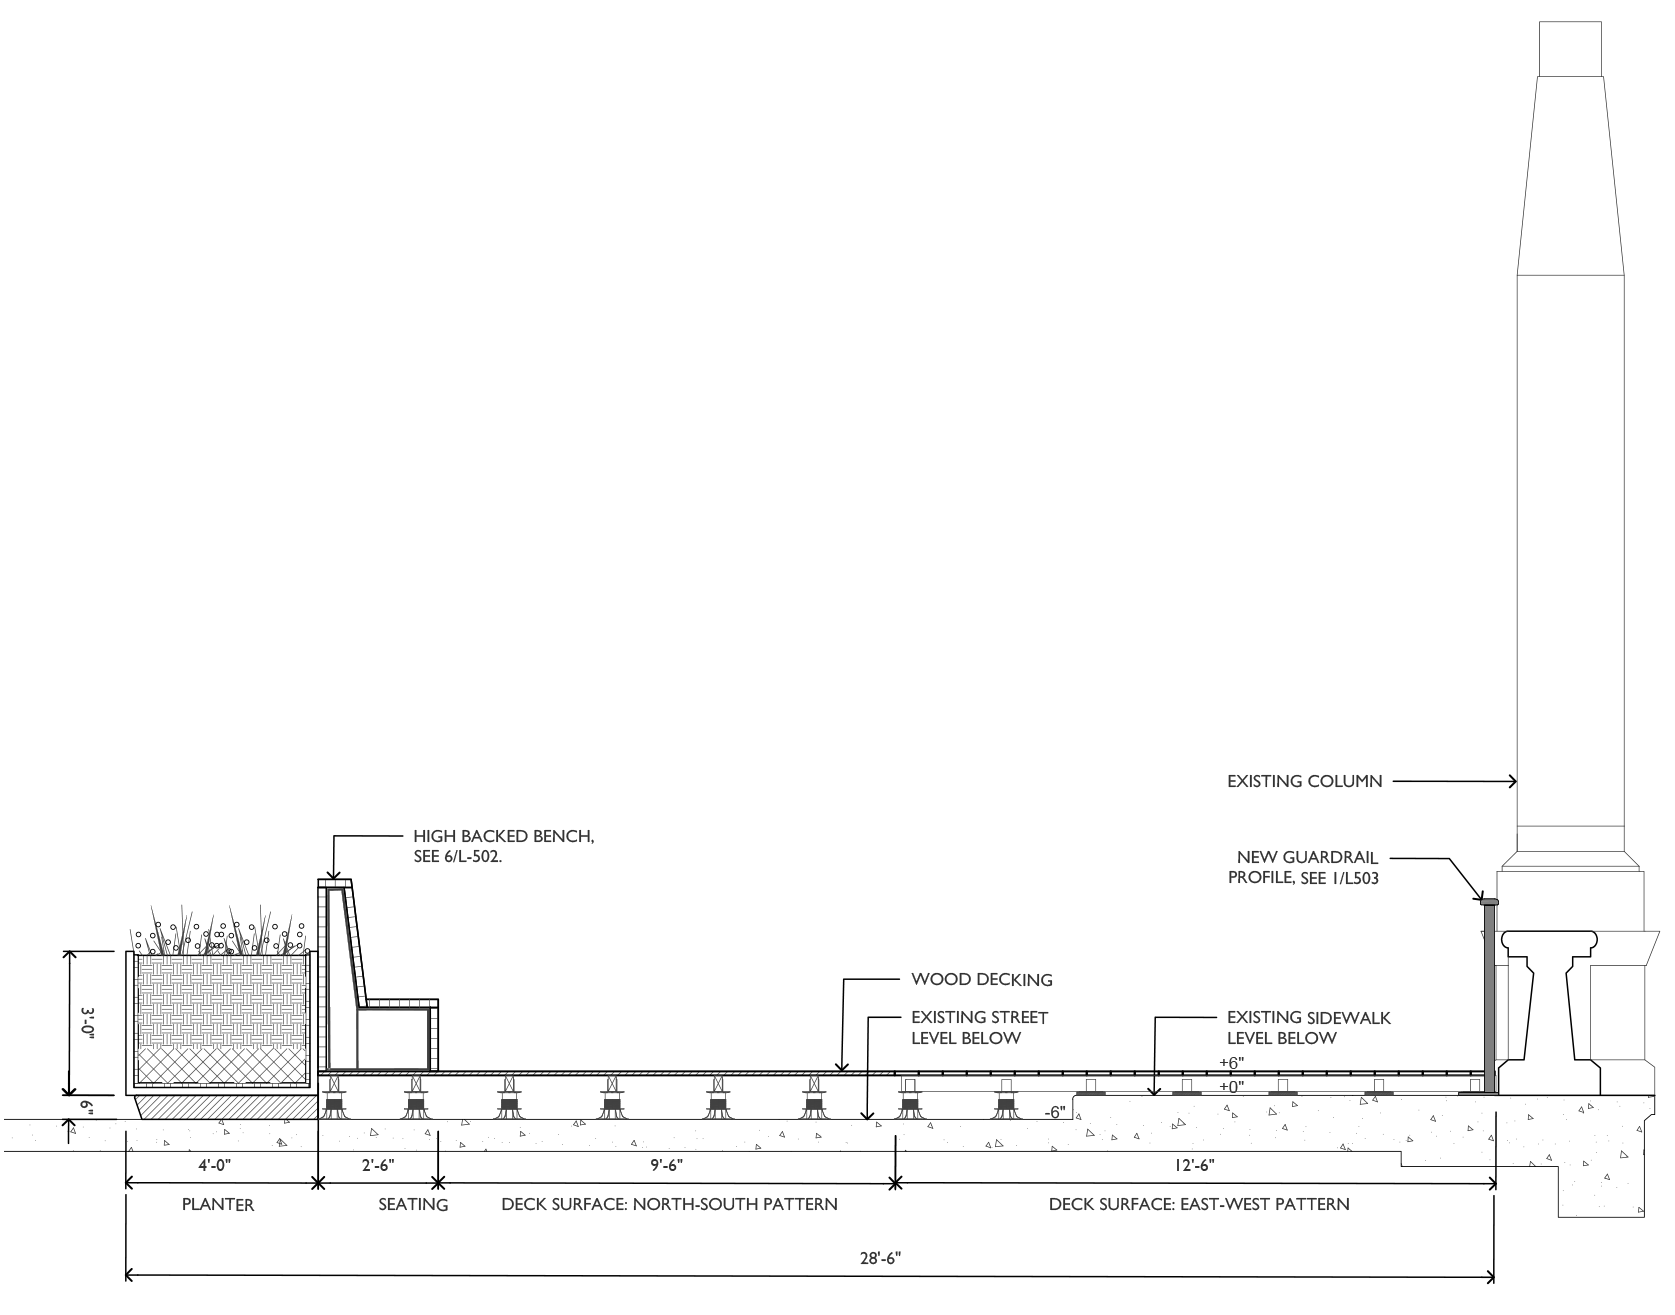 EXISTING COLUMN
HIGH BACKED BENCH,
SEE 6/L-502.
NEW GUARDRAIL
PROFILE, SEE 1/L503
WOOD DECKING
EXISTING STREET
LEVEL BELOW
EXISTING SIDEWALK
LEVEL BELOW
3'-0"
+6"
+0"
6"
-6"
4'-0"
2'-6"
9'-6"
12'-6"
PLANTER
SEATING
DECK SURFACE: NORTH-SOUTH PATTERN
DECK SURFACE: EAST-WEST PATTERN
28'-6"